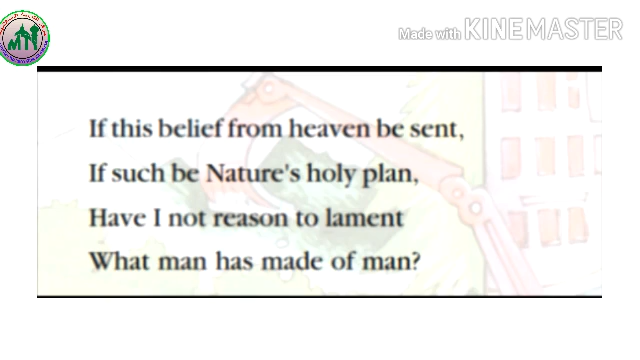 Made with KINEMASTER
If this belief from heaven be sent,
If such be Nature's holy plan,
Have I not reason to lament
What man has made of man?